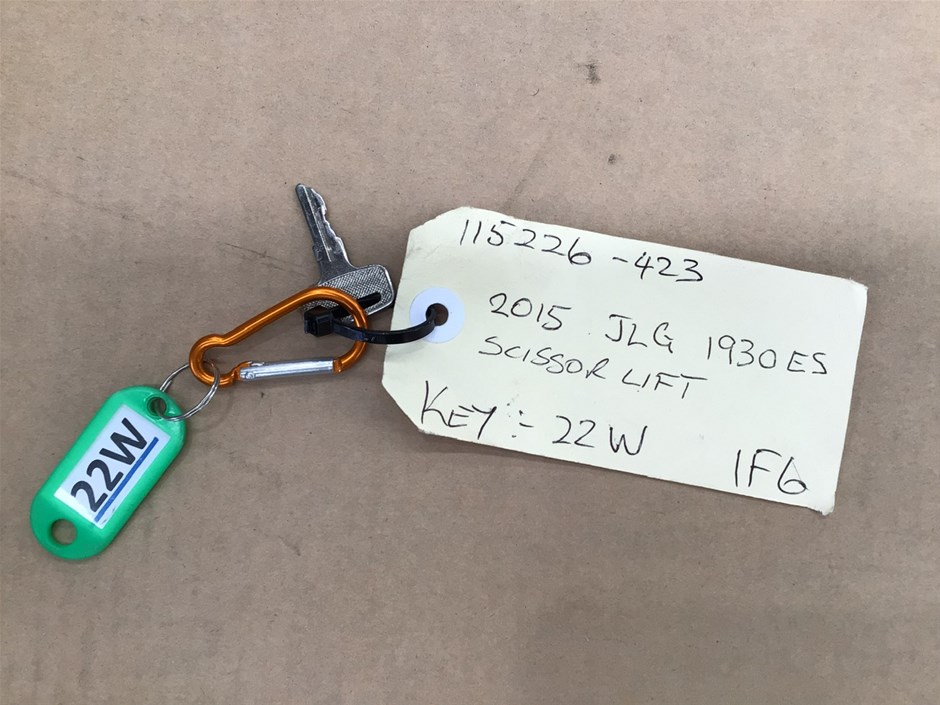 115226-423
2015 JLG 1930ES
SCISSOR LIFT
KEY:- 22W
1F6
22W